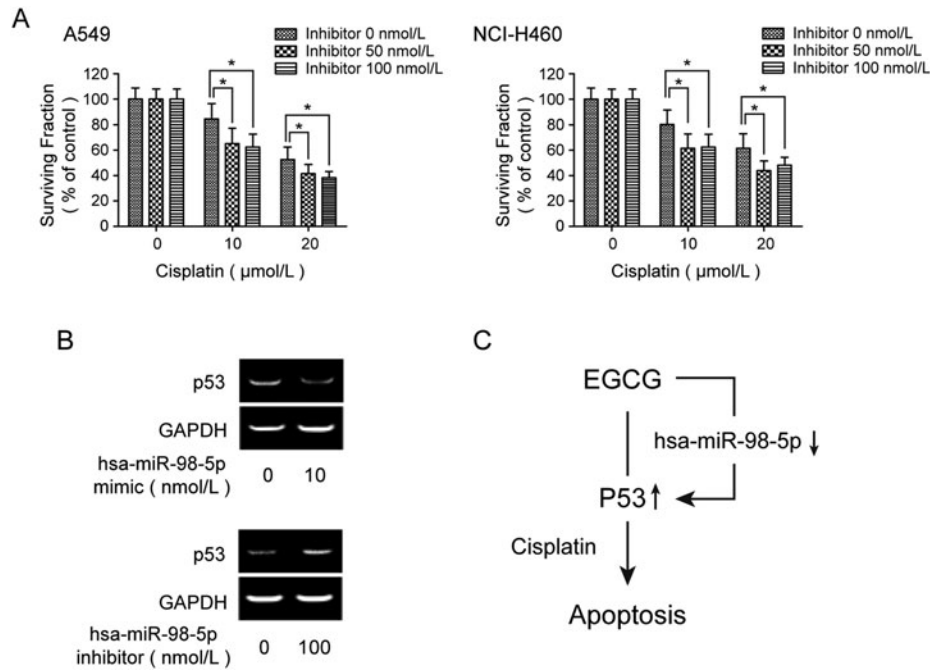 A
A549
Inhibitor 0 nmol/L
Inhibitor 50 nmol/L
Inhibitor 100 nmol/L
Surviving Fraction
( % of control )
120
100
80
60
40
20
0
* * * *
0 10 20
Cisplatin ( μmol/L )
NCI-H460
Inhibitor 0 nmol/L
Inhibitor 50 nmol/L
Inhibitor 100 nmol/L
Surviving Fraction
( % of control )
120
100
80
60
40
20
0
* * * *
0 10 20
Cisplatin ( μmol/L )
B
p53
GAPDH
hsa-miR-98-5p
mimic ( nmol/L )
0 10
p53
GAPDH
hsa-miR-98-5p
inhibitor ( nmol/L )
0 100
C
EGCG
hsa-miR-98-5p ↓
P53 ↑
Cisplatin
Apoptosis